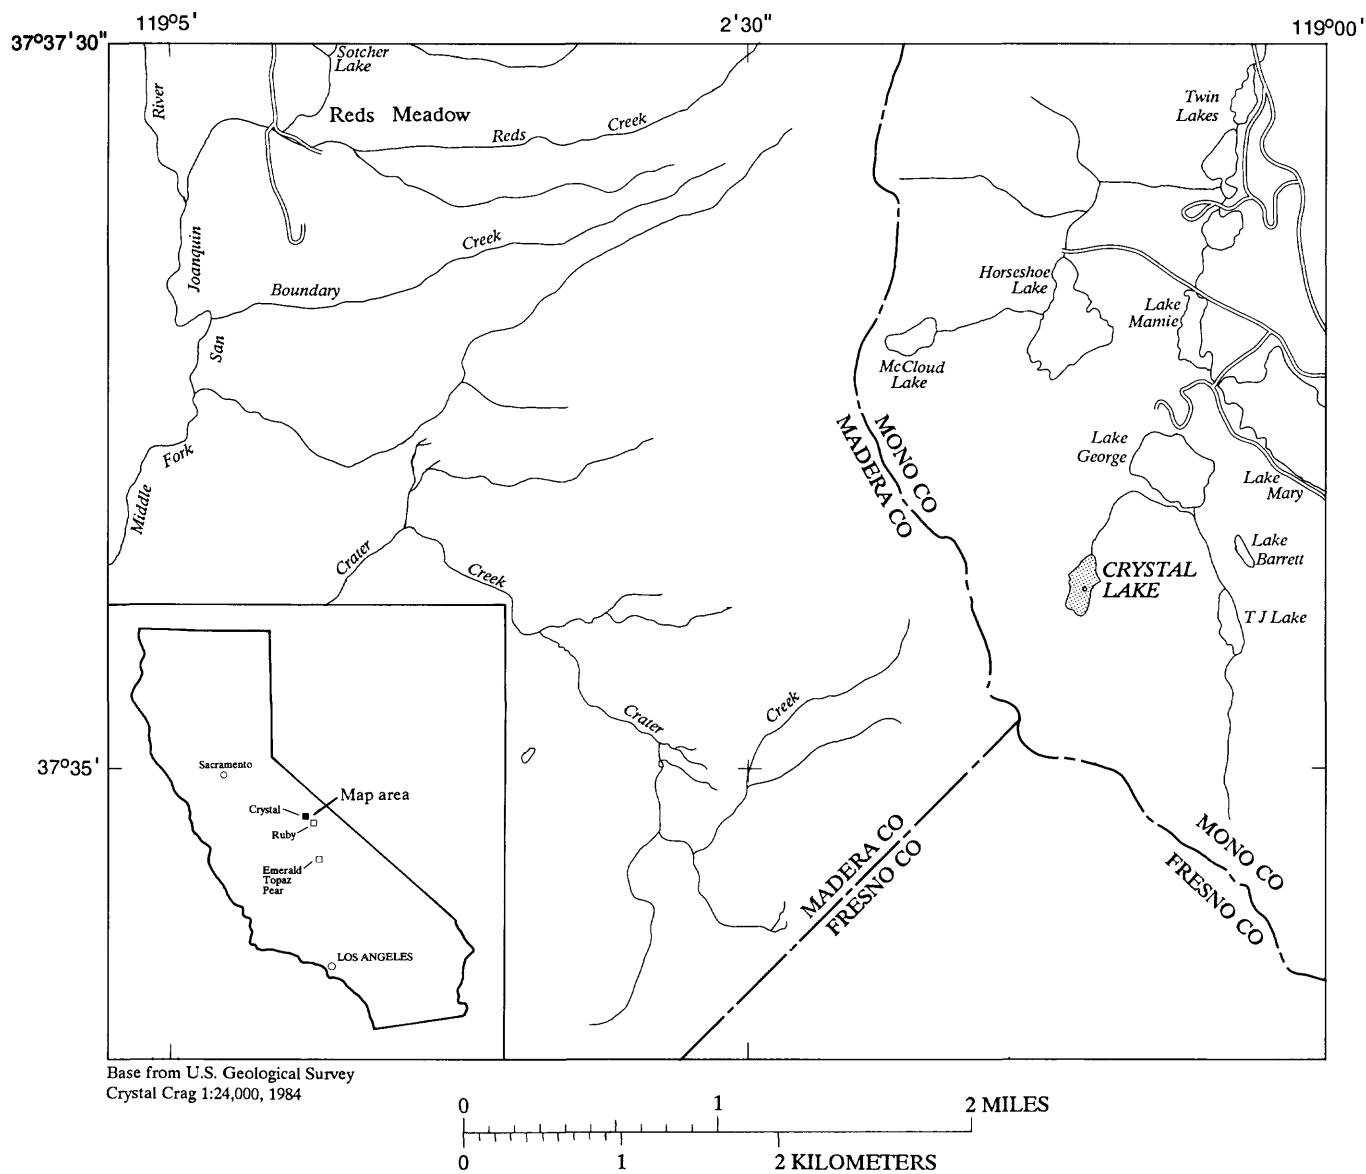 119°5'
2'30"
119°00'
37°37'30"
Sotcher
Lake
River
Reds Meadow
Reds
Creek
Twin
Lakes
Joaquin
Creek
Boundary
Horseshoe
Lake
Lake
Mamie
San
McCloud
Lake
MONO CO
MADERA CO
Lake
George
Fork
Middle
Lake
Mary
Crater
Creek
Lake
Barrett
CRYSTAL
LAKE
T J Lake
Crater
Creek
37°35'
Sacramento
Crystal
Map area
Ruby
Emerald
Topaz
Pear
LOS ANGELES
MADERA CO
FRESNO CO
MONO CO
FRESNO CO
Base from U.S. Geological Survey
Crystal Crag 1:24,000, 1984
0
1
2 MILES
0
1
2 KILOMETERS